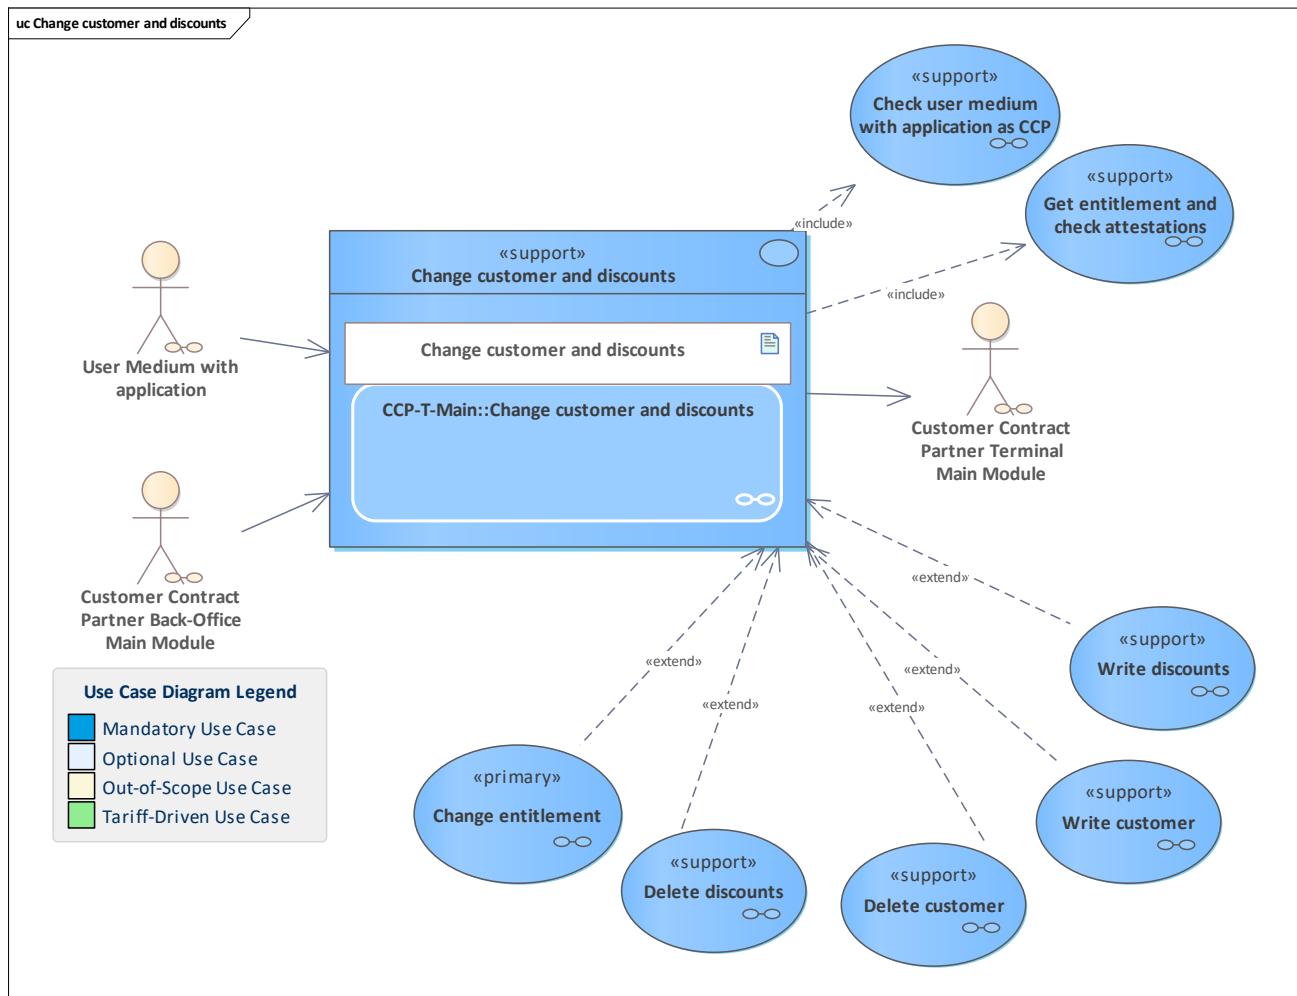 uc Change customer and discounts
«support»
Check user medium
with application as CCP
«support»
Get entitlement and
check attestations
«include»
«include»
«support»
Change customer and discounts
Change customer and discounts
CCP-T-Main::Change customer and discounts
User Medium with
application
Customer Contract
Partner Terminal
Main Module
Customer Contract
Partner Back-Office
Main Module
«extend»
«extend»
«extend»
«extend»
«extend»
«support»
Write discounts
«support»
Write customer
«primary»
Change entitlement
«support»
Delete discounts
«support»
Delete customer
Use Case Diagram Legend
Mandatory Use Case
Optional Use Case
Out-of-Scope Use Case
Tariff-Driven Use Case